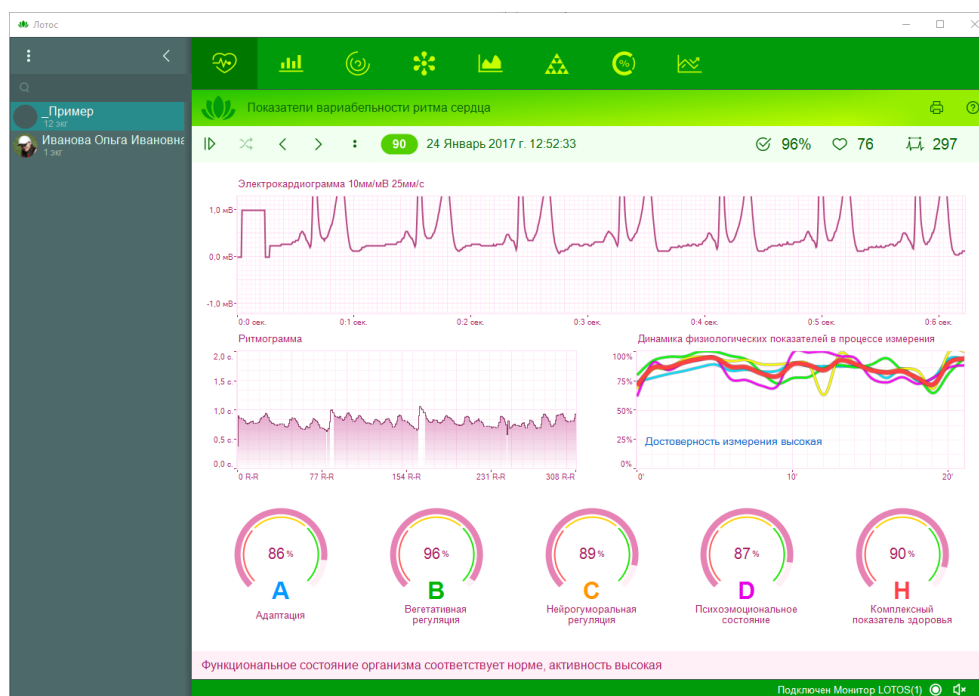 Лотос
_Пример
12 экг
Иванова Ольга Ивановна
1 экг
Показатели вариабельности ритма сердца
90 24 Январь 2017 г. 12:52:33 96% 76 297
Электрокардиограмма 10мм/мВ 25мм/с
1,0 мВ
0,0 мВ
-1,0 мВ
0:0 сек. 0:1 сек. 0:2 сек. 0:3 сек. 0:4 сек. 0:5 сек. 0:6 сек.
Ритмограмма
2.0 с.
1,5 с.
1,0 с.
0,5 с.
0,0 с.
0 R-R 77 R-R 154 R-R 231 R-R 308 R-R
Динамика физиологических показателей в процессе измерения
100%
75%
50%
25%
0%
Достоверность измерения высокая
0' 10' 20'
86 % 96 % 89 % 87 % 90 %
A B C D H
Адаптация
Вегетативная
регуляция
Нейрогуморальная
регуляция
Психоэмоциональное
состояние
Комплексный
показатель здоровья
Функциональное состояние организма соответствует норме, активность высокая
Подключен Монитор LOTOS(1)